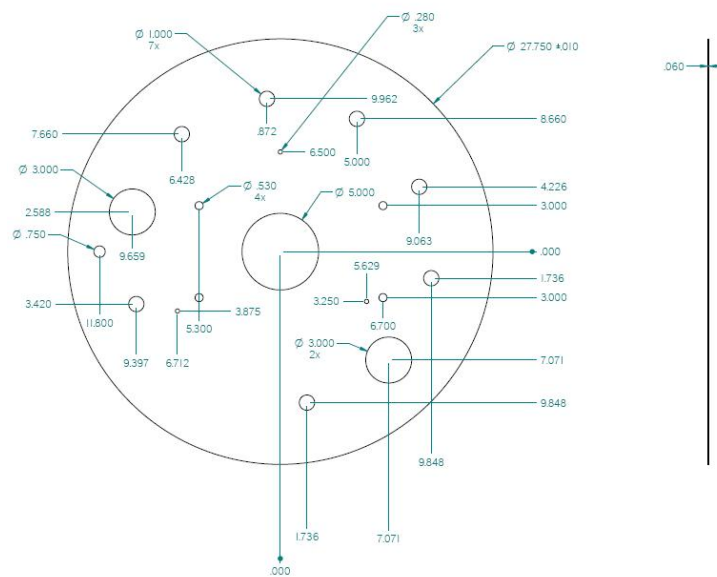 Ø .280
3x
Ø 1.000
7x
Ø 27.750 ±.010
.060
9.962
8.660
.872
7.660
6.500
5.000
6.428
Ø 3.000
Ø .530
4x
Ø 5.000
4.226
3.000
2.588
9.063
Ø .750
9.659
.000
5.629
1.736
3.420
3.875
3.250
3.000
11.800
5.300
6.700
9.397
6.712
Ø 3.000
2x
7.071
9.848
9.848
1.736
7.071
.000